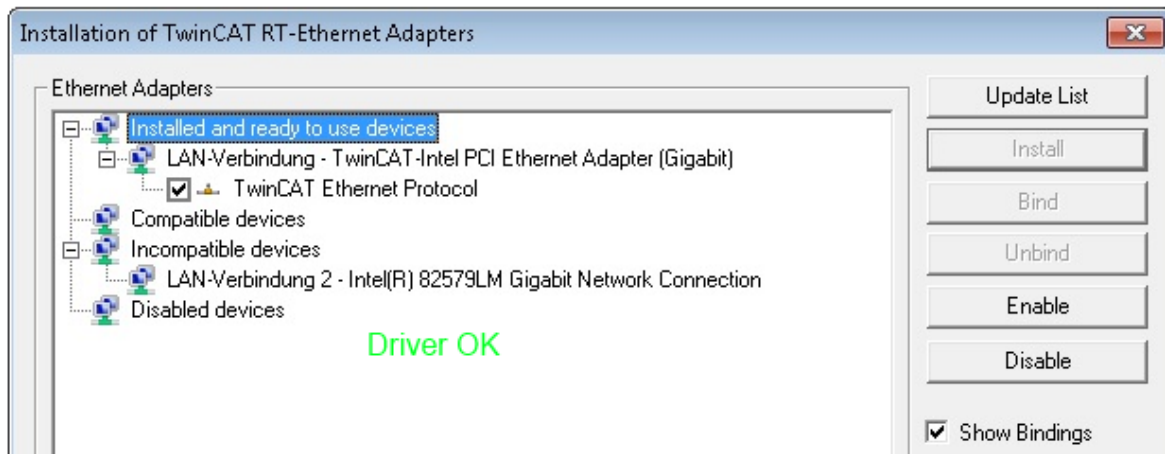 Installation of TwinCAT RT-Ethernet Adapters
Ethernet Adapters
Installed and ready to use devices
LAN-Verbindung - TwinCAT-Intel PCI Ethernet Adapter (Gigabit)
TwinCAT Ethernet Protocol
Compatible devices
Incompatible devices
LAN-Verbindung 2 - Intel(R) 82579LM Gigabit Network Connection
Disabled devices
Driver OK
Update List
Install
Bind
Unbind
Enable
Disable
Show Bindings